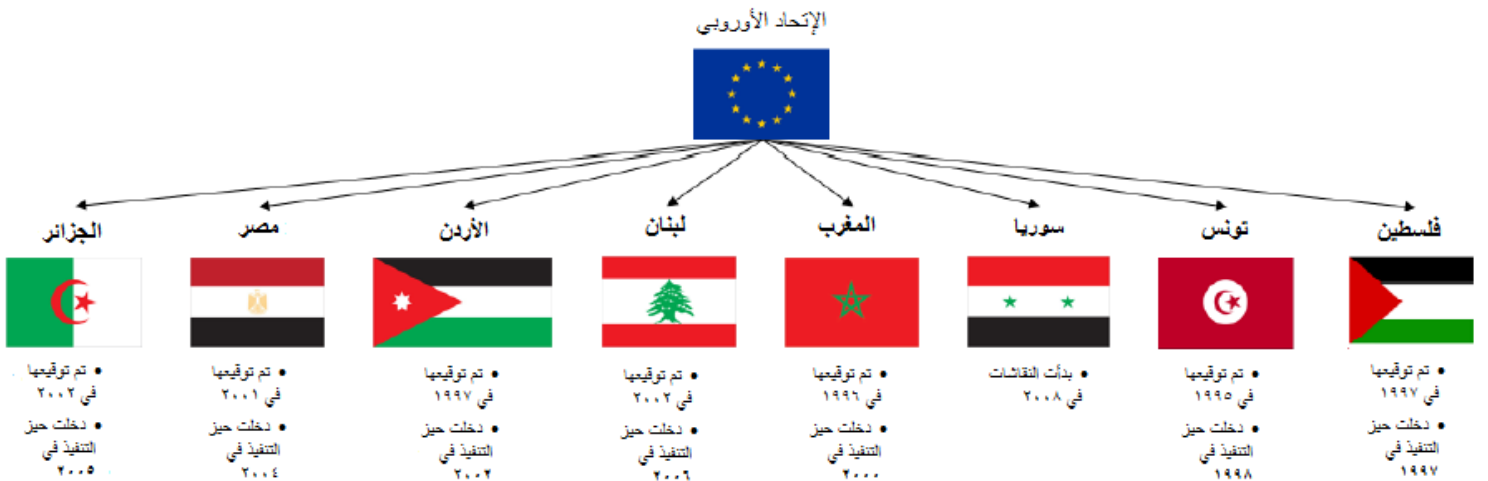 الإتحاد الأوروبي
فلسطين
• تم توقيعها
في ١٩٩٧
• دخلت حيز
التنفيذ في
١٩٩٧
تونس
• تم توقيعها
في ١٩٩٥
• دخلت حيز
التنفيذ في
١٩٩٨
سوريا
• بدأت النقاشات
في ٢٠٠٨
المغرب
• تم توقيعها
في ١٩٩٦
• دخلت حيز
التنفيذ في
٢٠٠٠
لبنان
• تم توقيعها
في ٢٠٠٢
• دخلت حيز
التنفيذ في
٢٠٠٦
الأردن
• تم توقيعها
في ١٩٩٧
• دخلت حيز
التنفيذ في
٢٠٠٢
مصر
• تم توقيعها
في ٢٠٠١
• دخلت حيز
التنفيذ في
٢٠٠٤
الجزائر
• تم توقيعها
في ٢٠٠٢
• دخلت حيز
التنفيذ في
٢٠٠٥